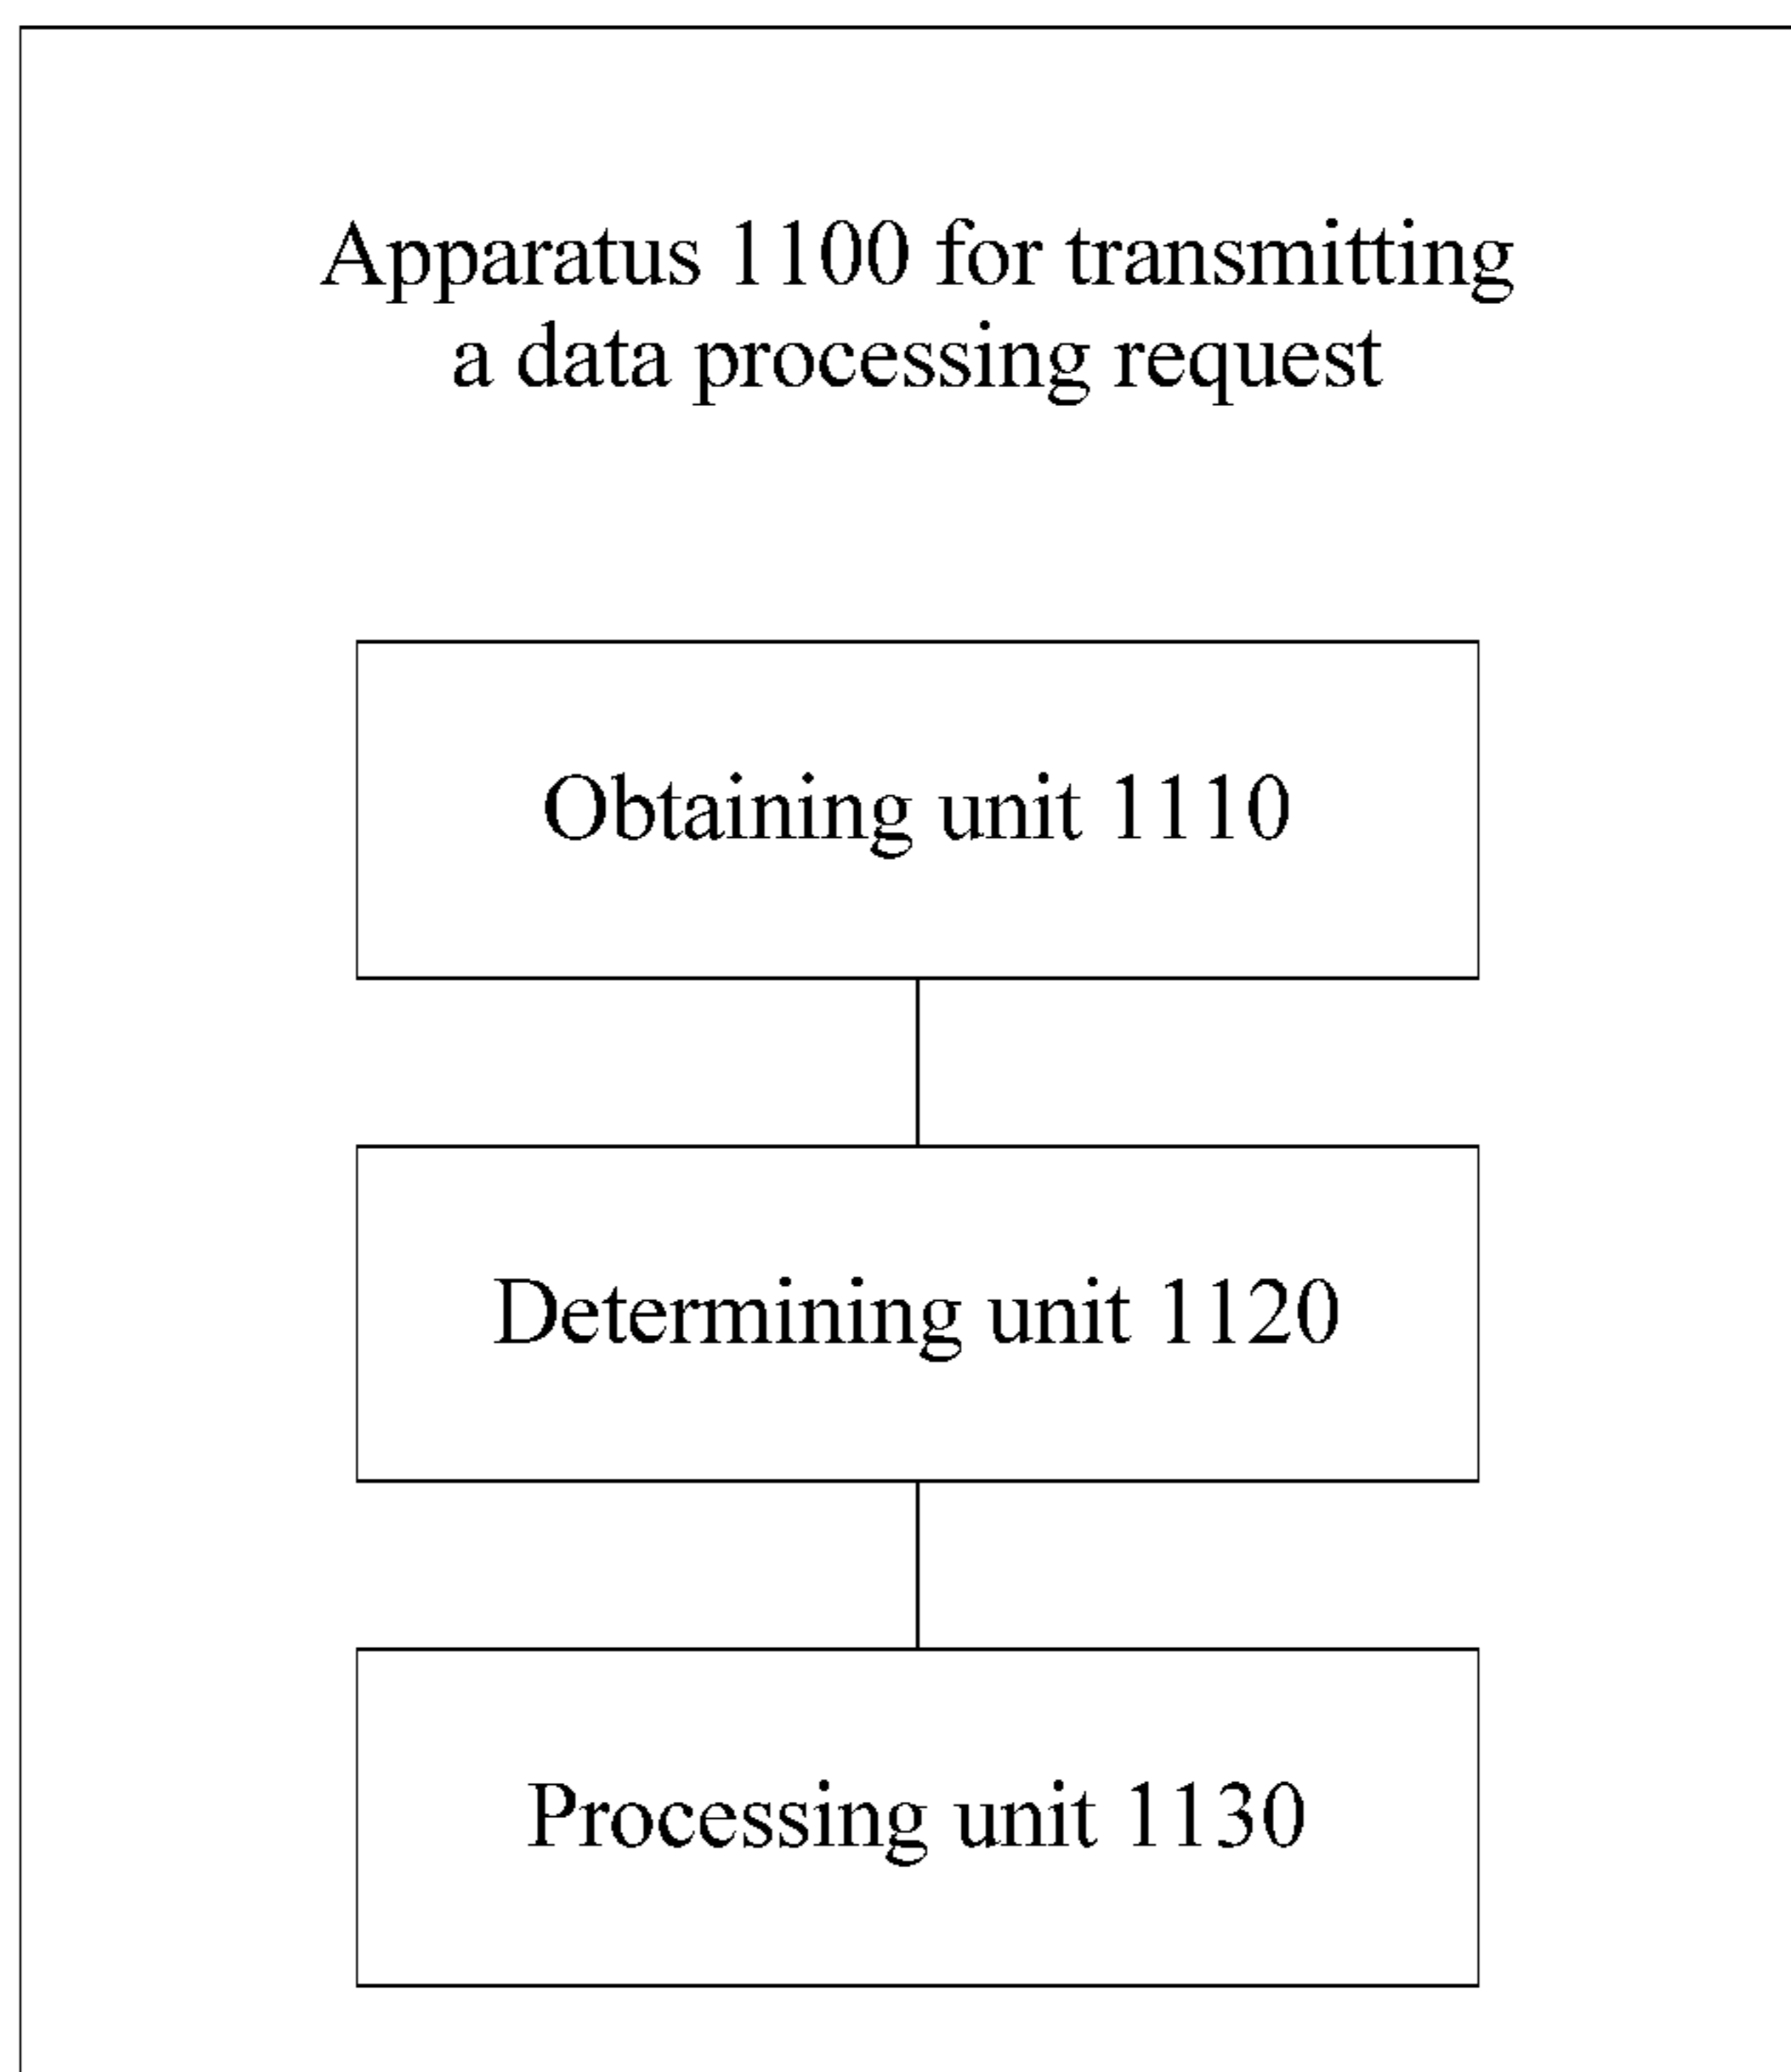 Apparatus 1100 for transmitting
a data processing request
Obtaining unit 1110
Determining unit 1120
Processing unit 1130